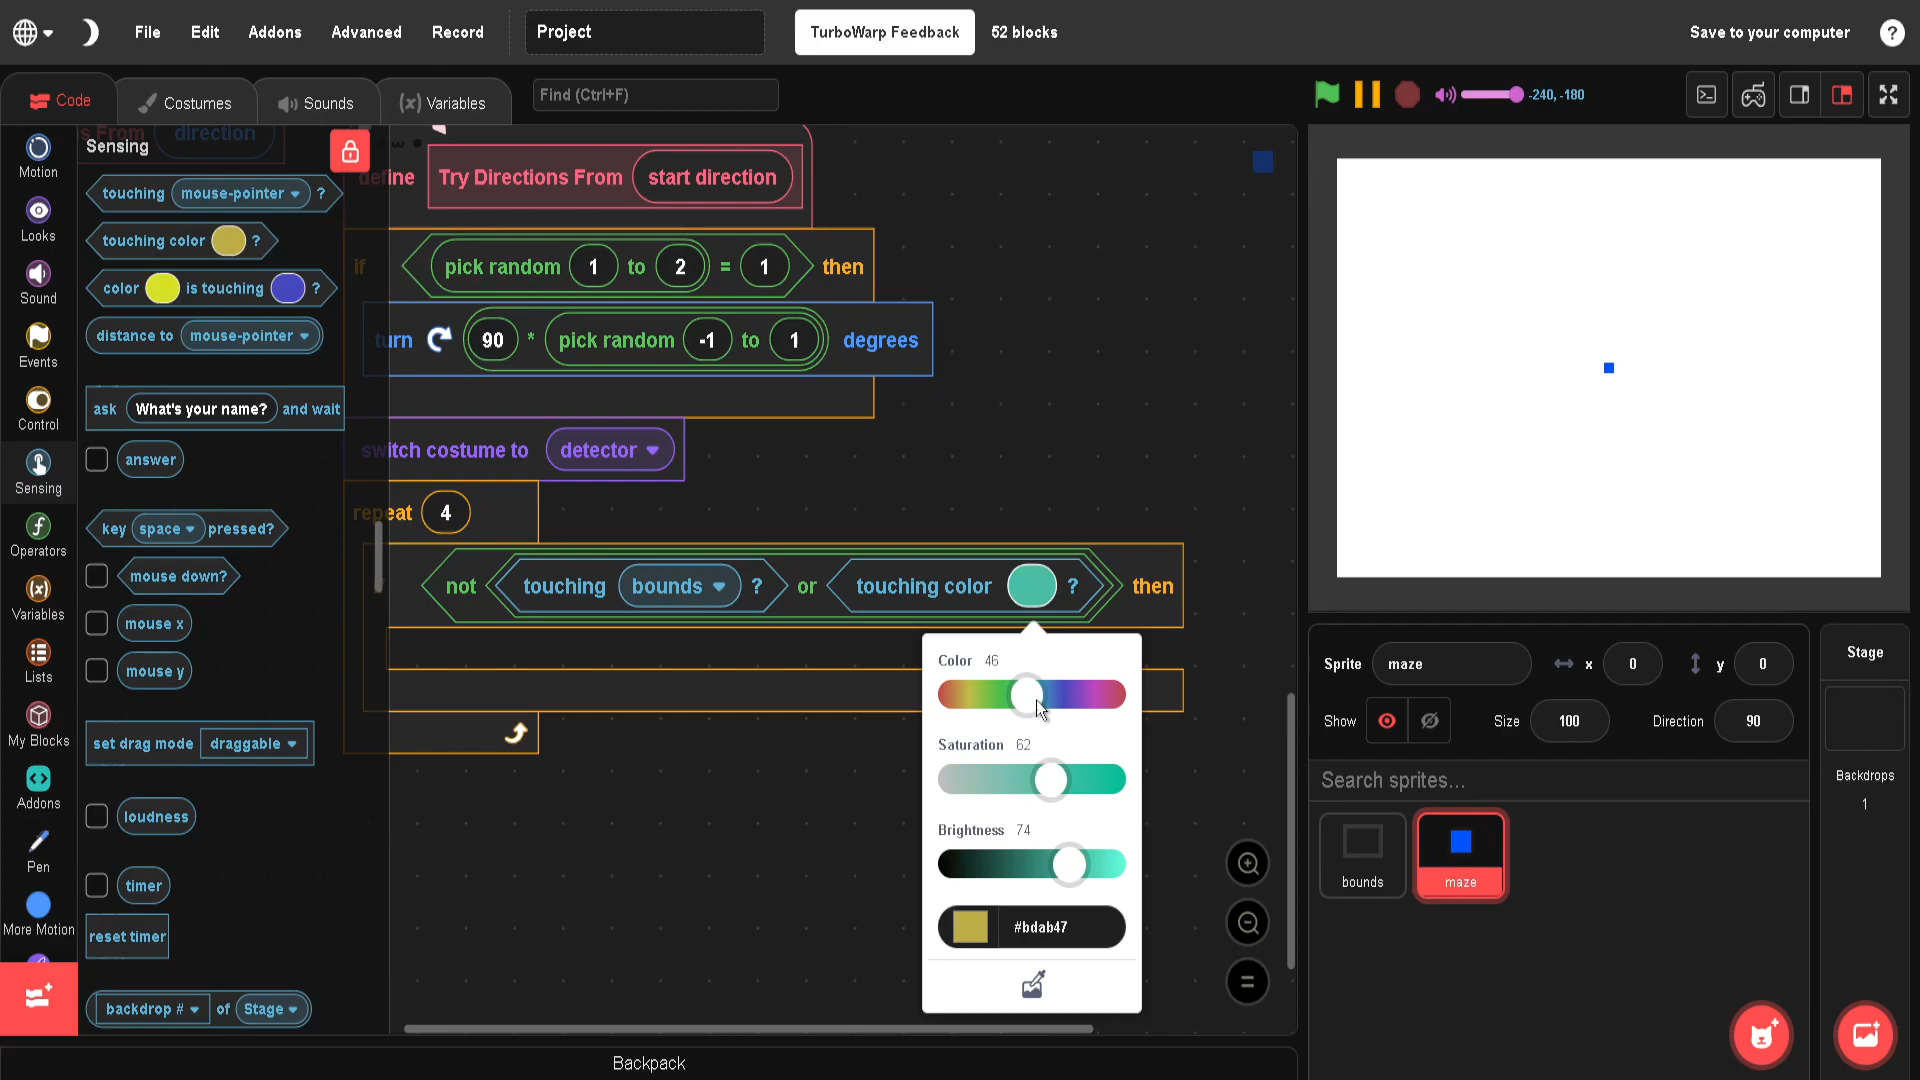 File Edit Addons Advanced Record Project TurboWarp Feedback 52 blocks Save to your computer ?
Code Costumes Sounds (x) Variables Find (Ctrl+F) -240, -180
s From direction
Sensing
Motion
Looks
Sound
Events
Control
Sensing
Operators
Variables
Lists
My Blocks
Addons
Pen
More Motion
touching mouse-pointer ?
touching color ?
color is touching ?
distance to mouse-pointer
ask What's your name? and wait
answer
key space pressed?
mouse down?
mouse x
mouse y
set drag mode draggable
loudness
timer
reset timer
backdrop # of Stage
define Try Directions From start direction
if pick random 1 to 2 = 1 then
turn 90 * pick random -1 to 1 degrees
switch costume to detector
repeat 4
not touching bounds ? or touching color ? then
Color 46
Saturation 62
Brightness 74
#bdab47
Backpack
Sprite maze x 0 y 0
Show Size 100 Direction 90
Search sprites...
bounds maze
Stage
Backdrops
1